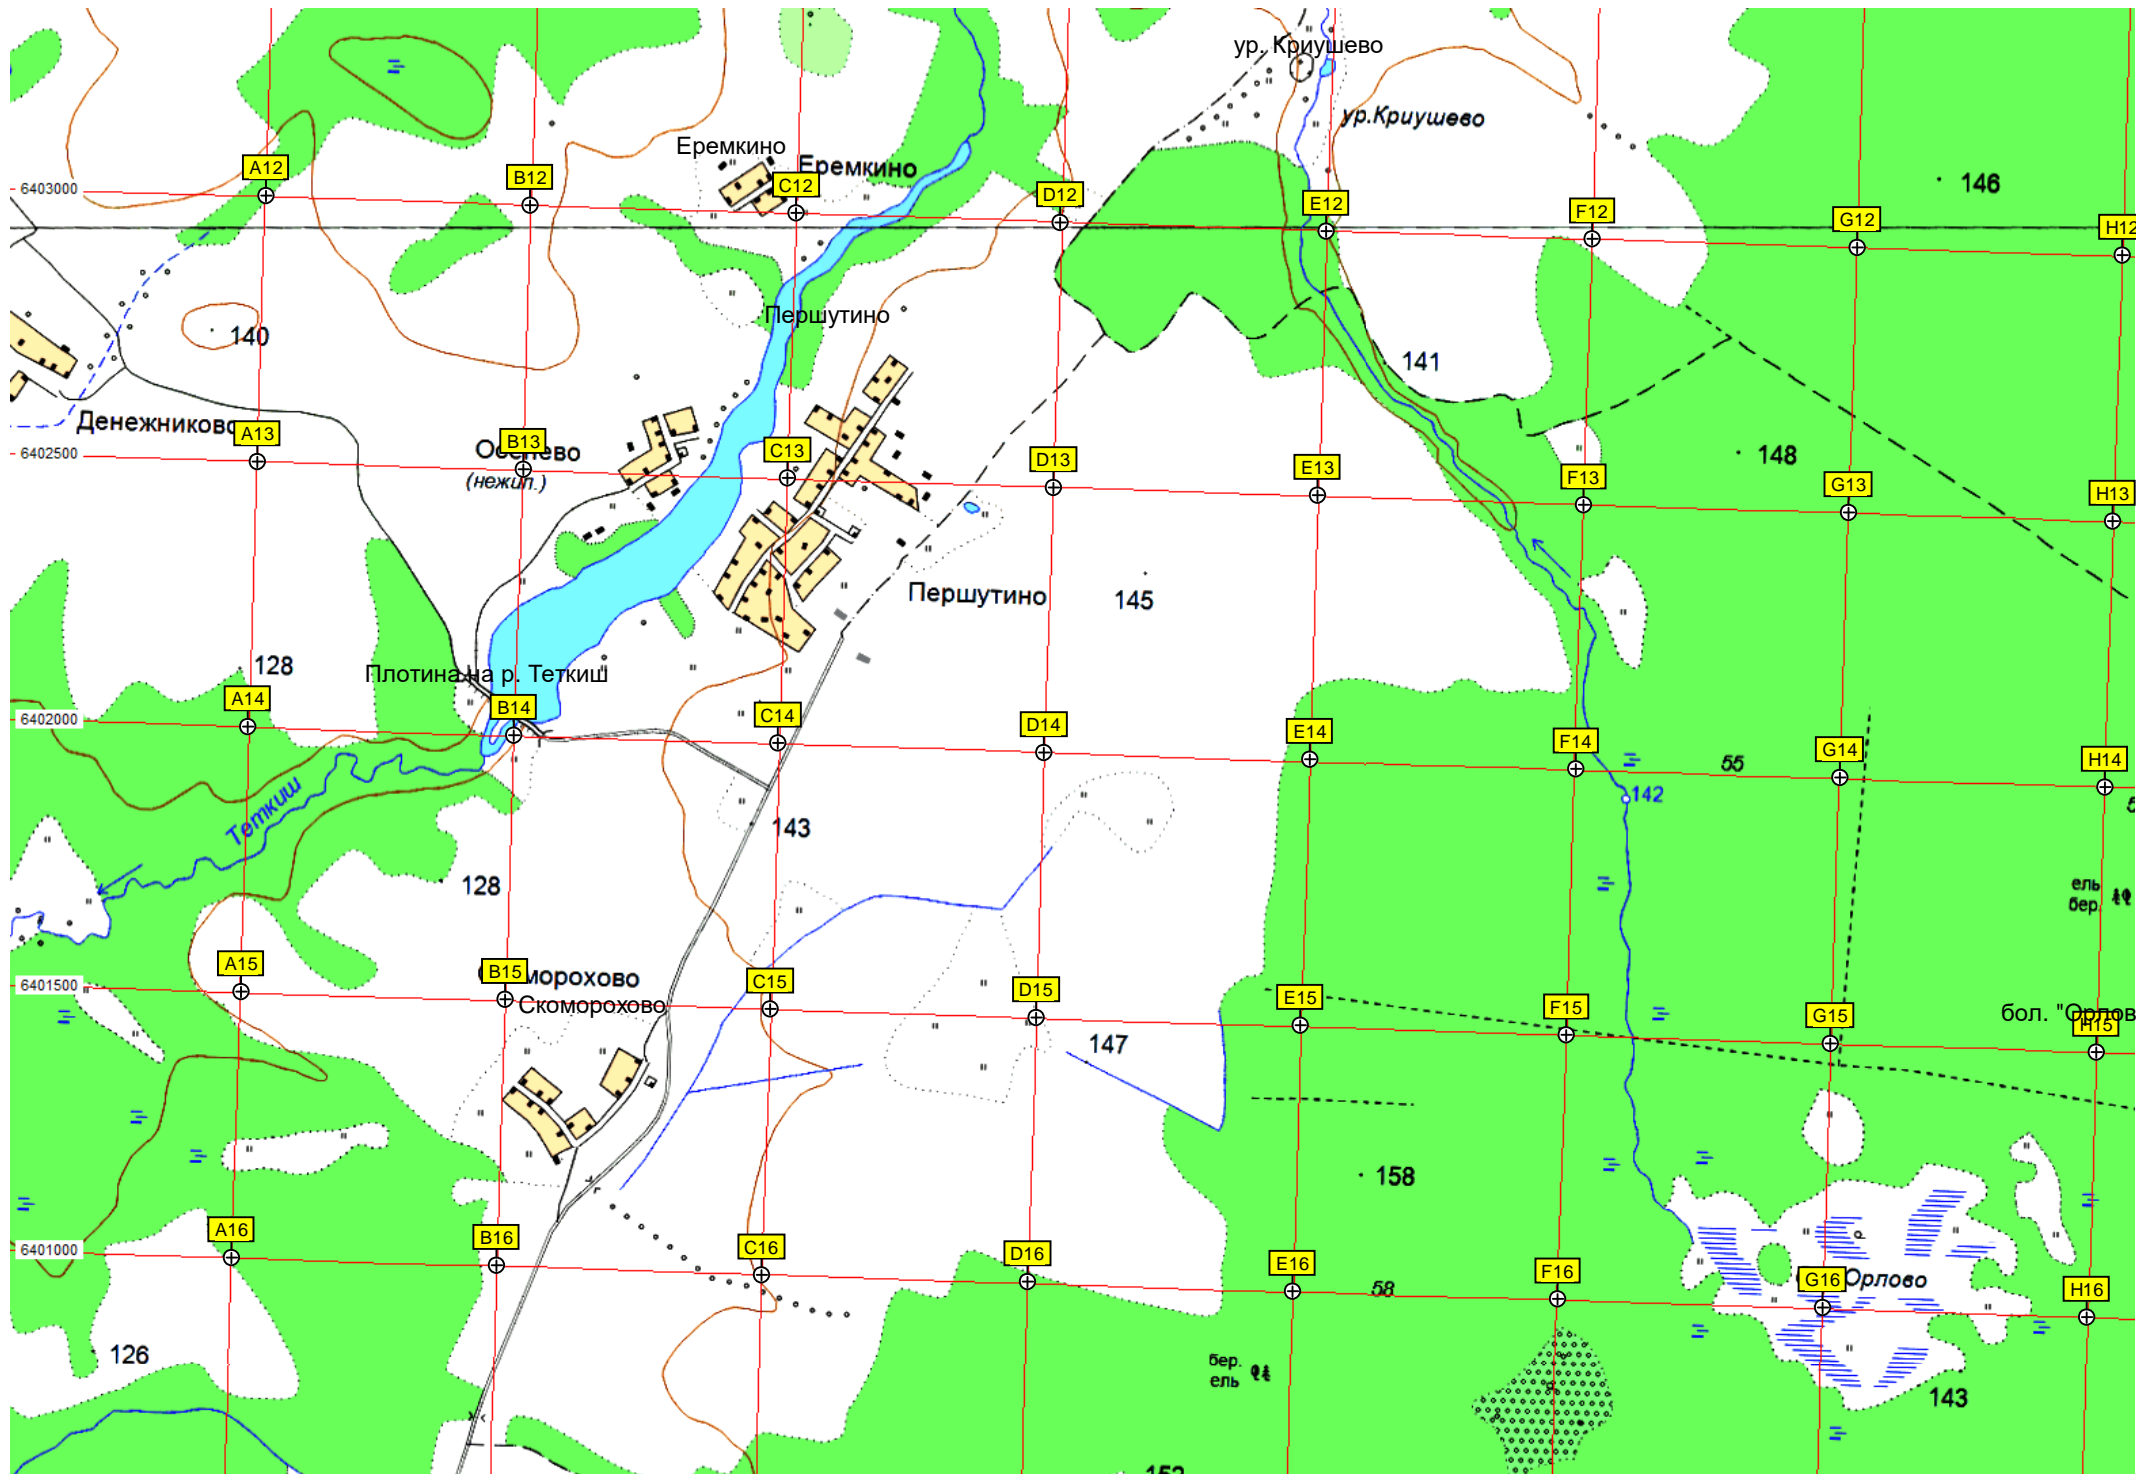 ур. Криушево
ур.Криушево
Еремкино
Еремкино
146
A12
B12
C12
D12
E12
F12
G12
H12
6403000
Першутино
140
141
Денежниково
A13
B13
C13
D13
E13
F13
G13
H13
6402500
(нежил.)
148
Першутино
145
128
Плотина на р. Теткиш
A14
B14
C14
D14
E14
F14
G14
H14
6402000
55
142
Теткиш
143
128
ель
бер.
A15
B15
C15
D15
E15
F15
G15
H15
6401500
морохово
Скоморохово
бол. "Орлов
147
158
A16
B16
C16
D16
E16
F16
G16
H16
6401000
58
Орлово
126
бер.
ель
143
152